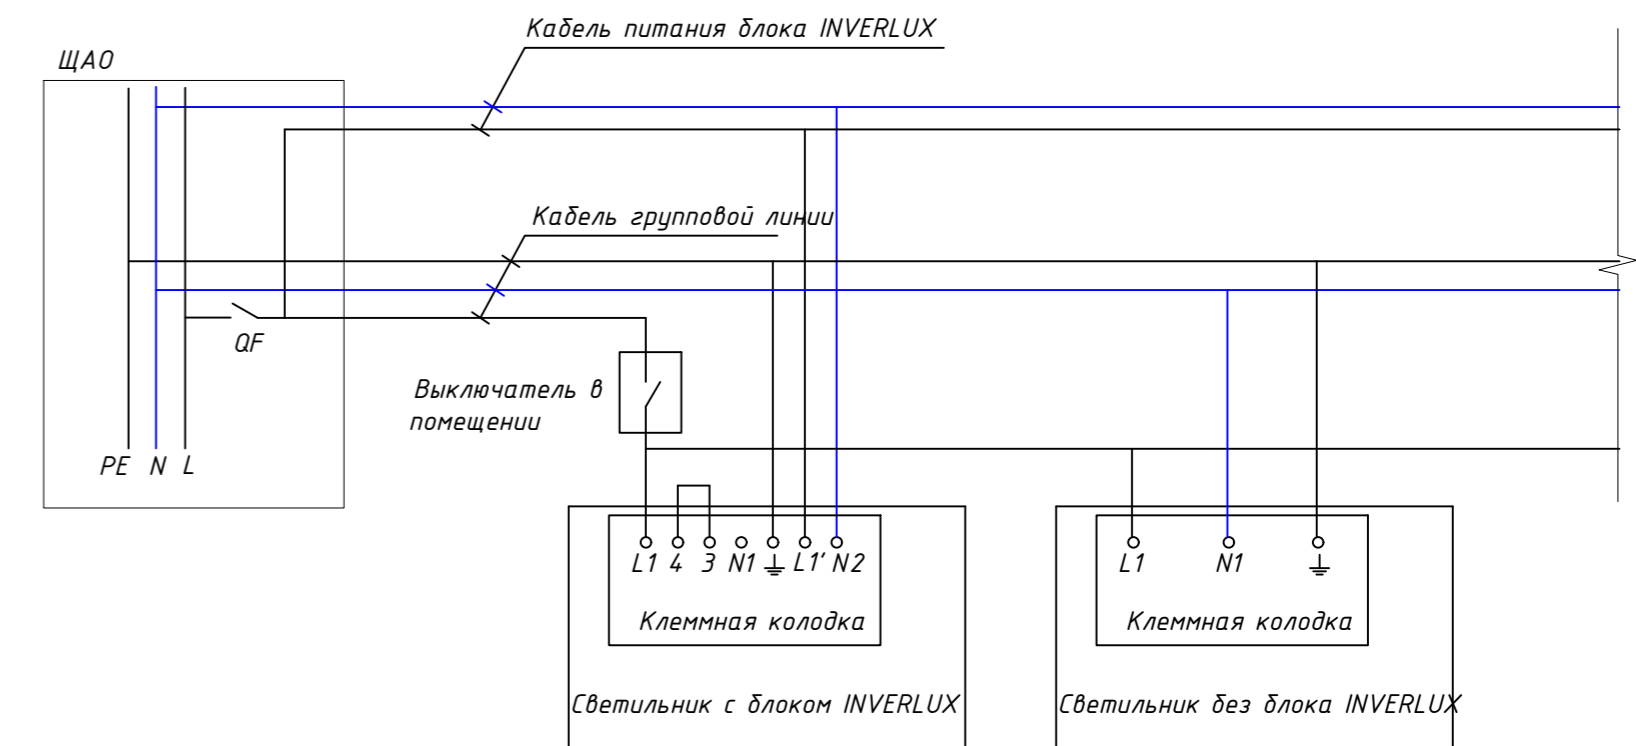 Кабель питания блока INVERLUX
ЩАО
Кабель групповой линии
QF
Выключатель в
помещении
PE N L
L1 4 3 N1 L1' N2
L1 N1
Клеммная колодка
Клеммная колодка
Светильник с блоком INVERLUX
Светильник без блока INVERLUX